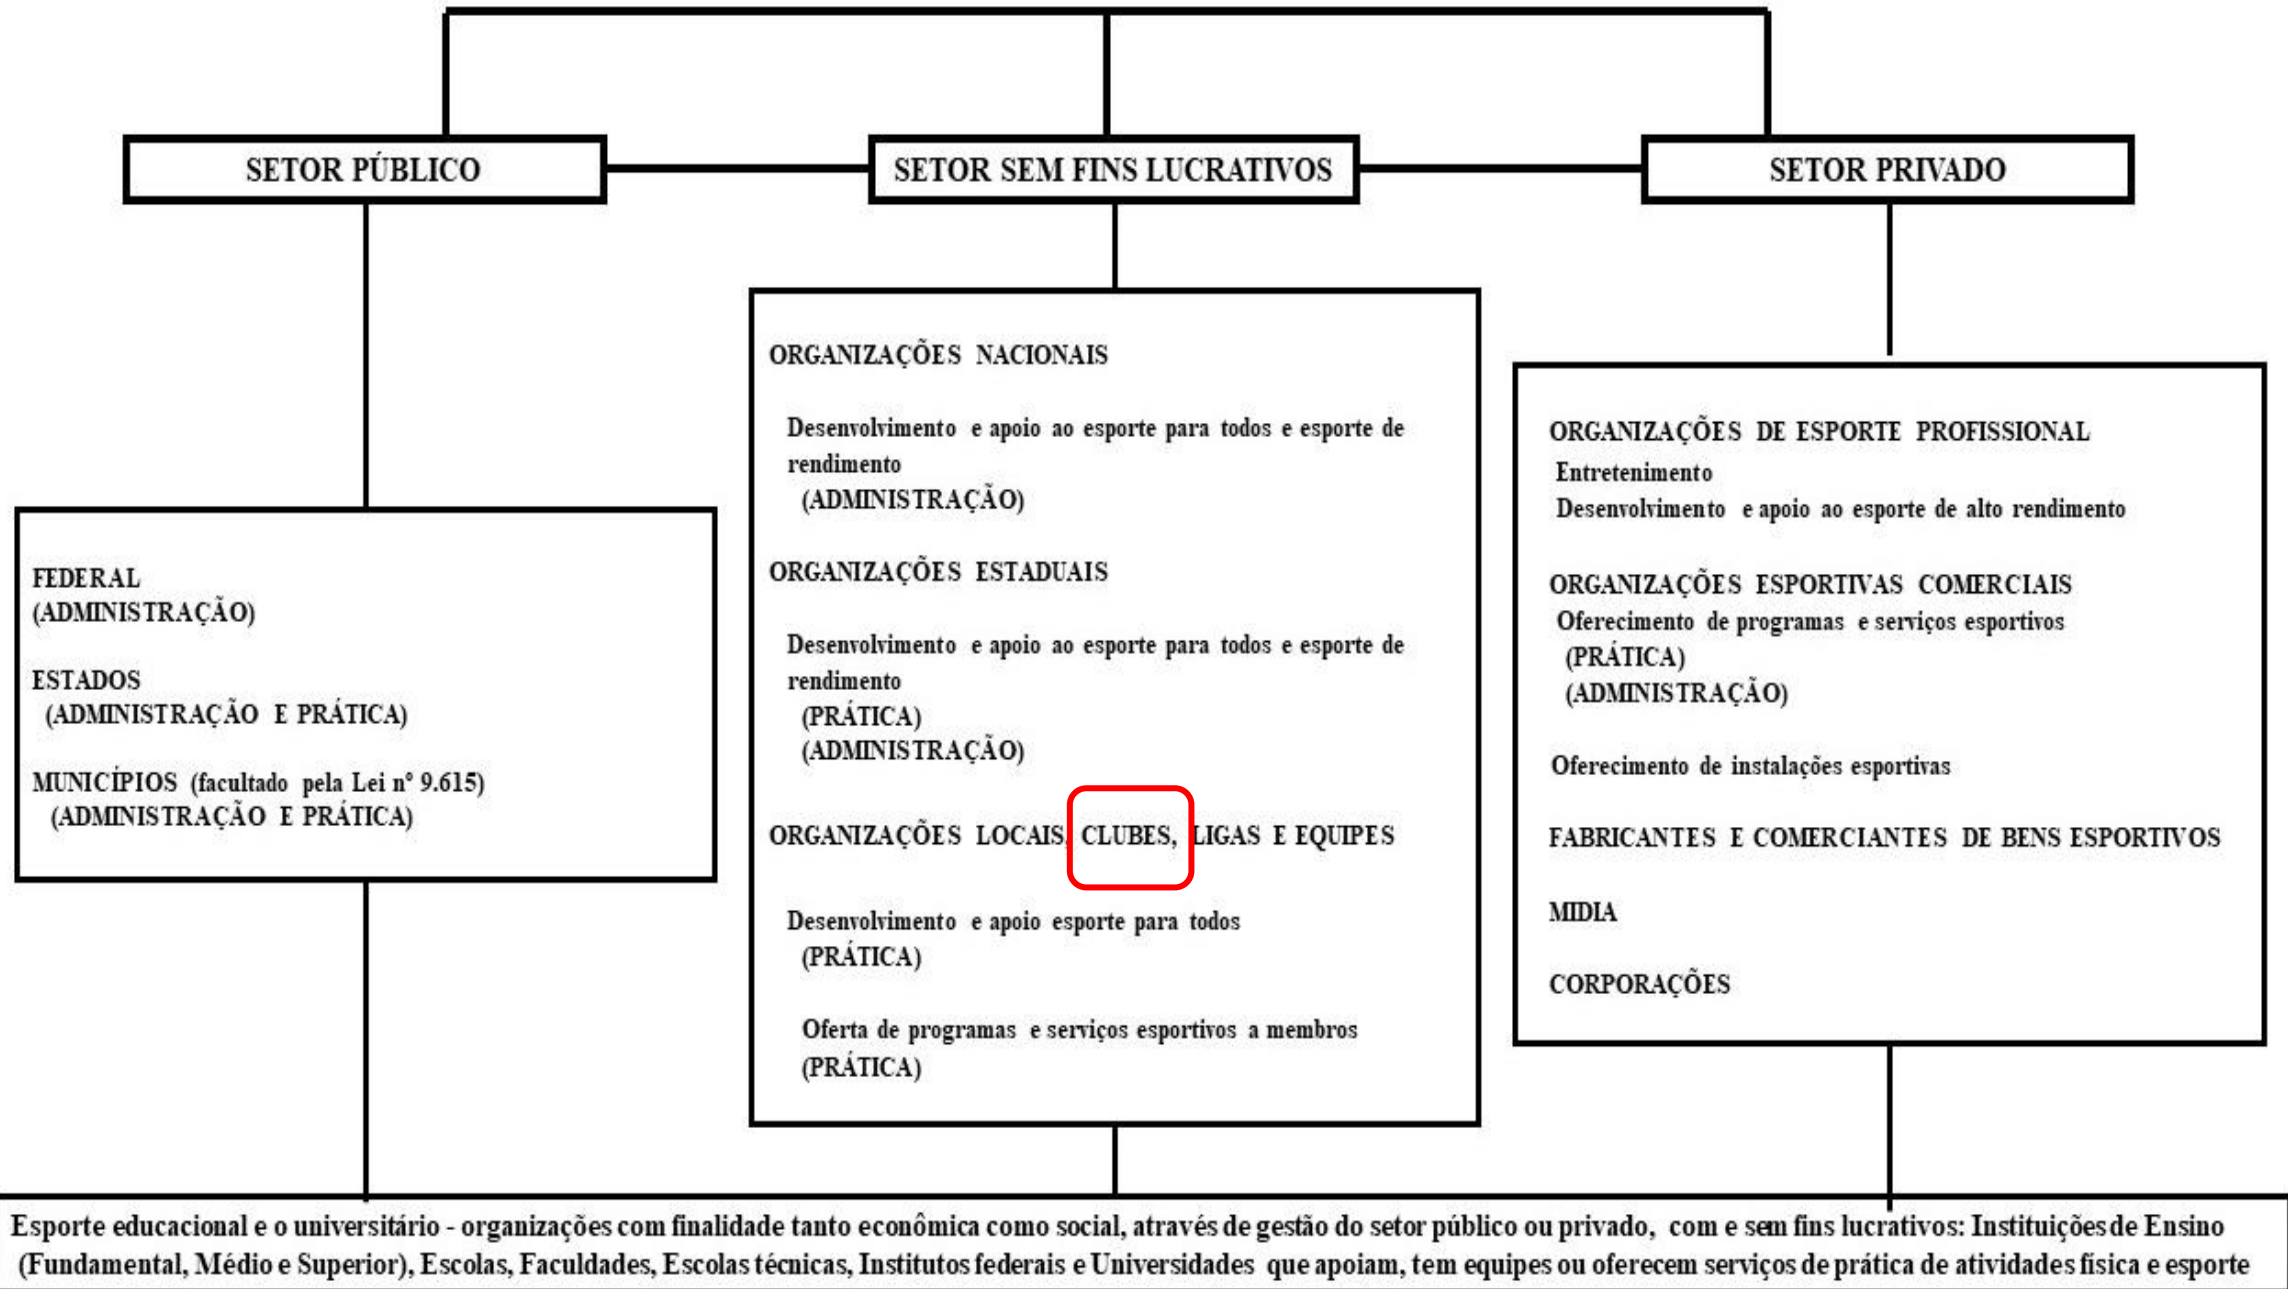 SETOR PÚBLICO
SETOR SEM FINS LUCRATIVOS
SETOR PRIVADO
FEDERAL
(ADMINISTRAÇÃO)
ESTADOS
(ADMINISTRAÇÃO E PRÁTICA)
MUNICÍPIOS (facultado pela Lei nº 9.615)
(ADMINISTRAÇÃO E PRÁTICA)
ORGANIZAÇÕES NACIONAIS
Desenvolvimento e apoio ao esporte para todos e esporte de
rendimento
(ADMINISTRAÇÃO)
ORGANIZAÇÕES ESTADUAIS
Desenvolvimento e apoio ao esporte para todos e esporte de
rendimento
(PRÁTICA)
(ADMINISTRAÇÃO)
ORGANIZAÇÕES LOCAIS, CLUBES, LIGAS E EQUIPES
Desenvolvimento e apoio esporte para todos
(PRÁTICA)
Oferta de programas e serviços esportivos a membros
(PRÁTICA)
ORGANIZAÇÕES DE ESPORTE PROFISSIONAL
Entretenimento
Desenvolvimento e apoio ao esporte de alto rendimento
ORGANIZAÇÕES ESPORTIVAS COMERCIAIS
Oferecimento de programas e serviços esportivos
(PRÁTICA)
(ADMINISTRAÇÃO)
Oferecimento de instalações esportivas
FABRICANTES E COMERCIANTES DE BENS ESPORTIVOS
MIDIA
CORPORAÇÕES
Esporte educacional e o universitário - organizações com finalidade tanto econômica como social, através de gestão do setor público ou privado, com e sem fins lucrativos: Instituições de Ensino
(Fundamental, Médio e Superior), Escolas, Faculdades, Escolas técnicas, Institutos federais e Universidades que apoiam, tem equipes ou oferecem serviços de prática de atividades física e esporte